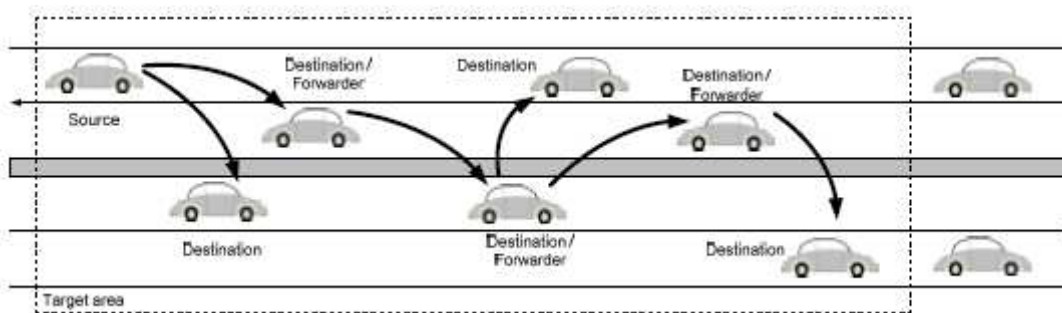 Destination /
Forwarder
Destination
Destination /
Forwarder
Source
Destination
Destination /
Forwarder
Destination
Target area